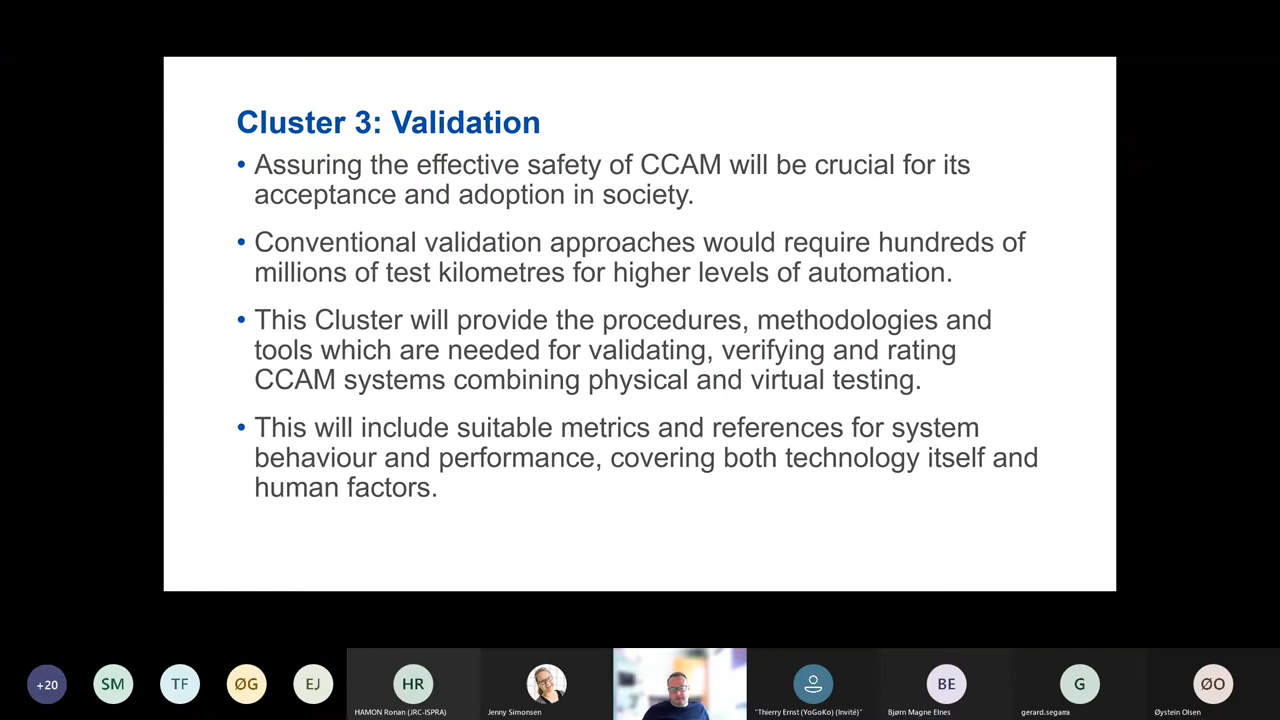 Cluster 3: Validation
• Assuring the effective safety of CCAM will be crucial for its
acceptance and adoption in society.
• Conventional validation approaches would require hundreds of
millions of test kilometres for higher levels of automation.
• This Cluster will provide the procedures, methodologies and
tools which are needed for validating, verifying and rating
CCAM systems combining physical and virtual testing.
• This will include suitable metrics and references for system
behaviour and performance, covering both technology itself and
human factors.
+20
SM
TF
ØG
EJ
HR
BE
G
ØO
HAMON Ronan (JRC-ISPRA)
Jenny Simonsen
"Thierry Ernst (YoGoKo) (Invité)"
Bjørn Magne Elnes
gerard.segarra
Øystein Olsen